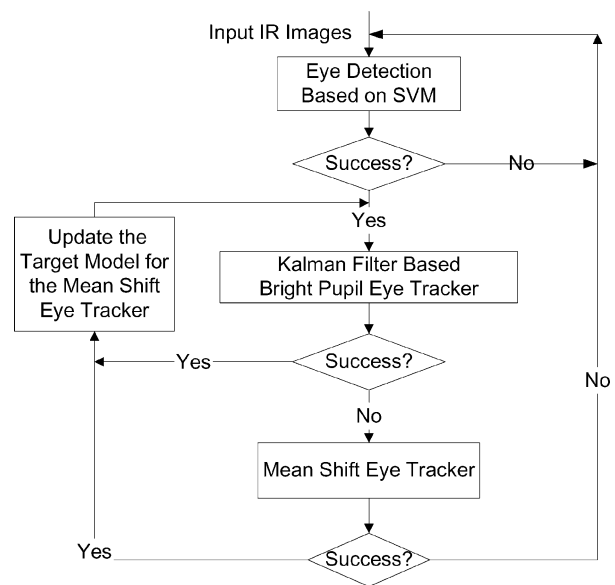 Input IR Images
Eye Detection
Based on SVM
Success?
No
Yes
Update the
Target Model for
the Mean Shift
Eye Tracker
Kalman Filter Based
Bright Pupil Eye Tracker
Success?
Yes
No
No
Mean Shift Eye Tracker
Success?
Yes